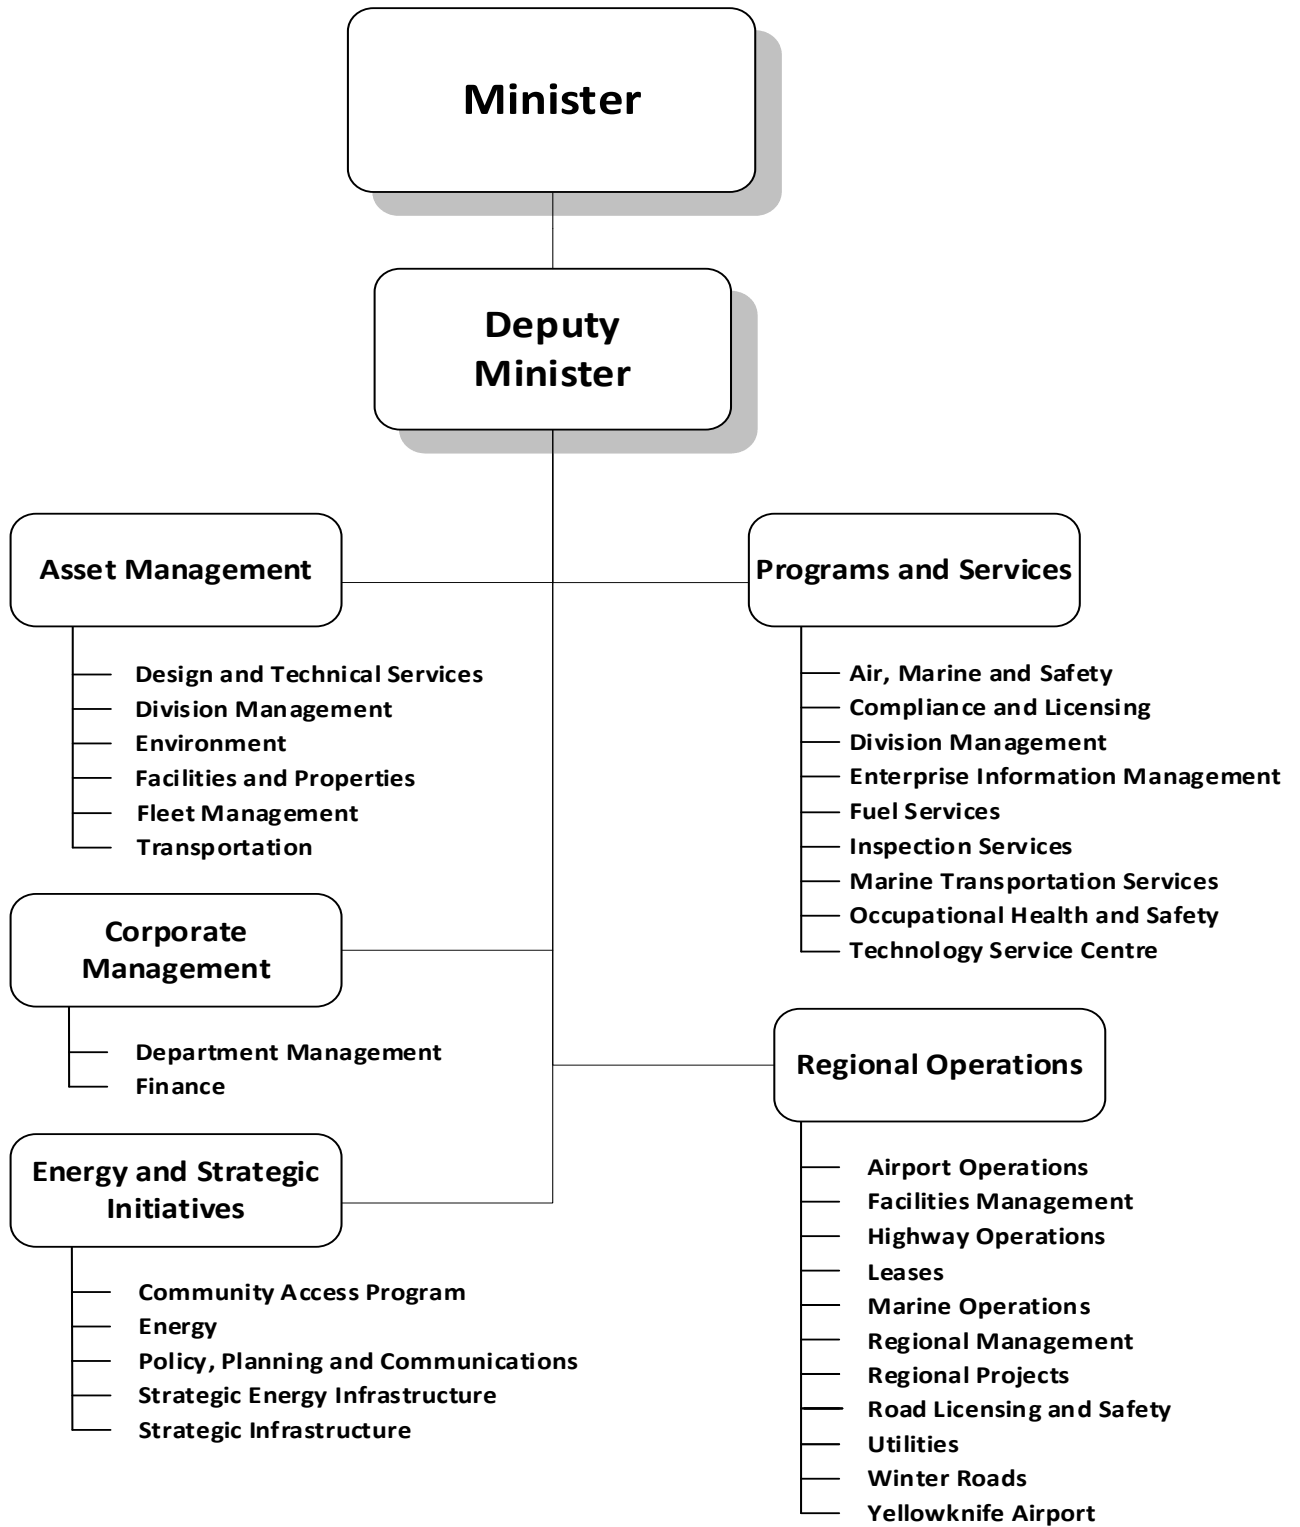 Minister
Deputy
Minister
Asset Management
Design and Technical Services
Division Management
Environment
Facilities and Properties
Fleet Management
Transportation
Corporate
Management
Department Management
Finance
Energy and Strategic
Initiatives
Community Access Program
Energy
Policy, Planning and Communications
Strategic Energy Infrastructure
Strategic Infrastructure
Programs and Services
Air, Marine and Safety
Compliance and Licensing
Division Management
Enterprise Information Management
Fuel Services
Inspection Services
Marine Transportation Services
Occupational Health and Safety
Technology Service Centre
Regional Operations
Airport Operations
Facilities Management
Highway Operations
Leases
Marine Operations
Regional Management
Regional Projects
Road Licensing and Safety
Utilities
Winter Roads
Yellowknife Airport